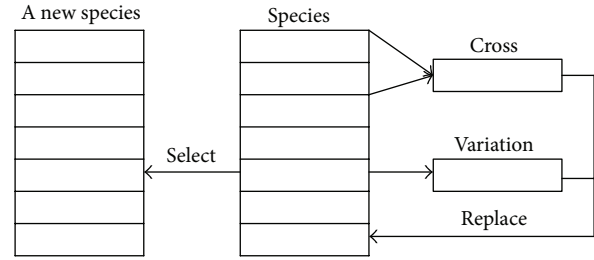 A new species
Species
Cross
Select
Variation
Replace